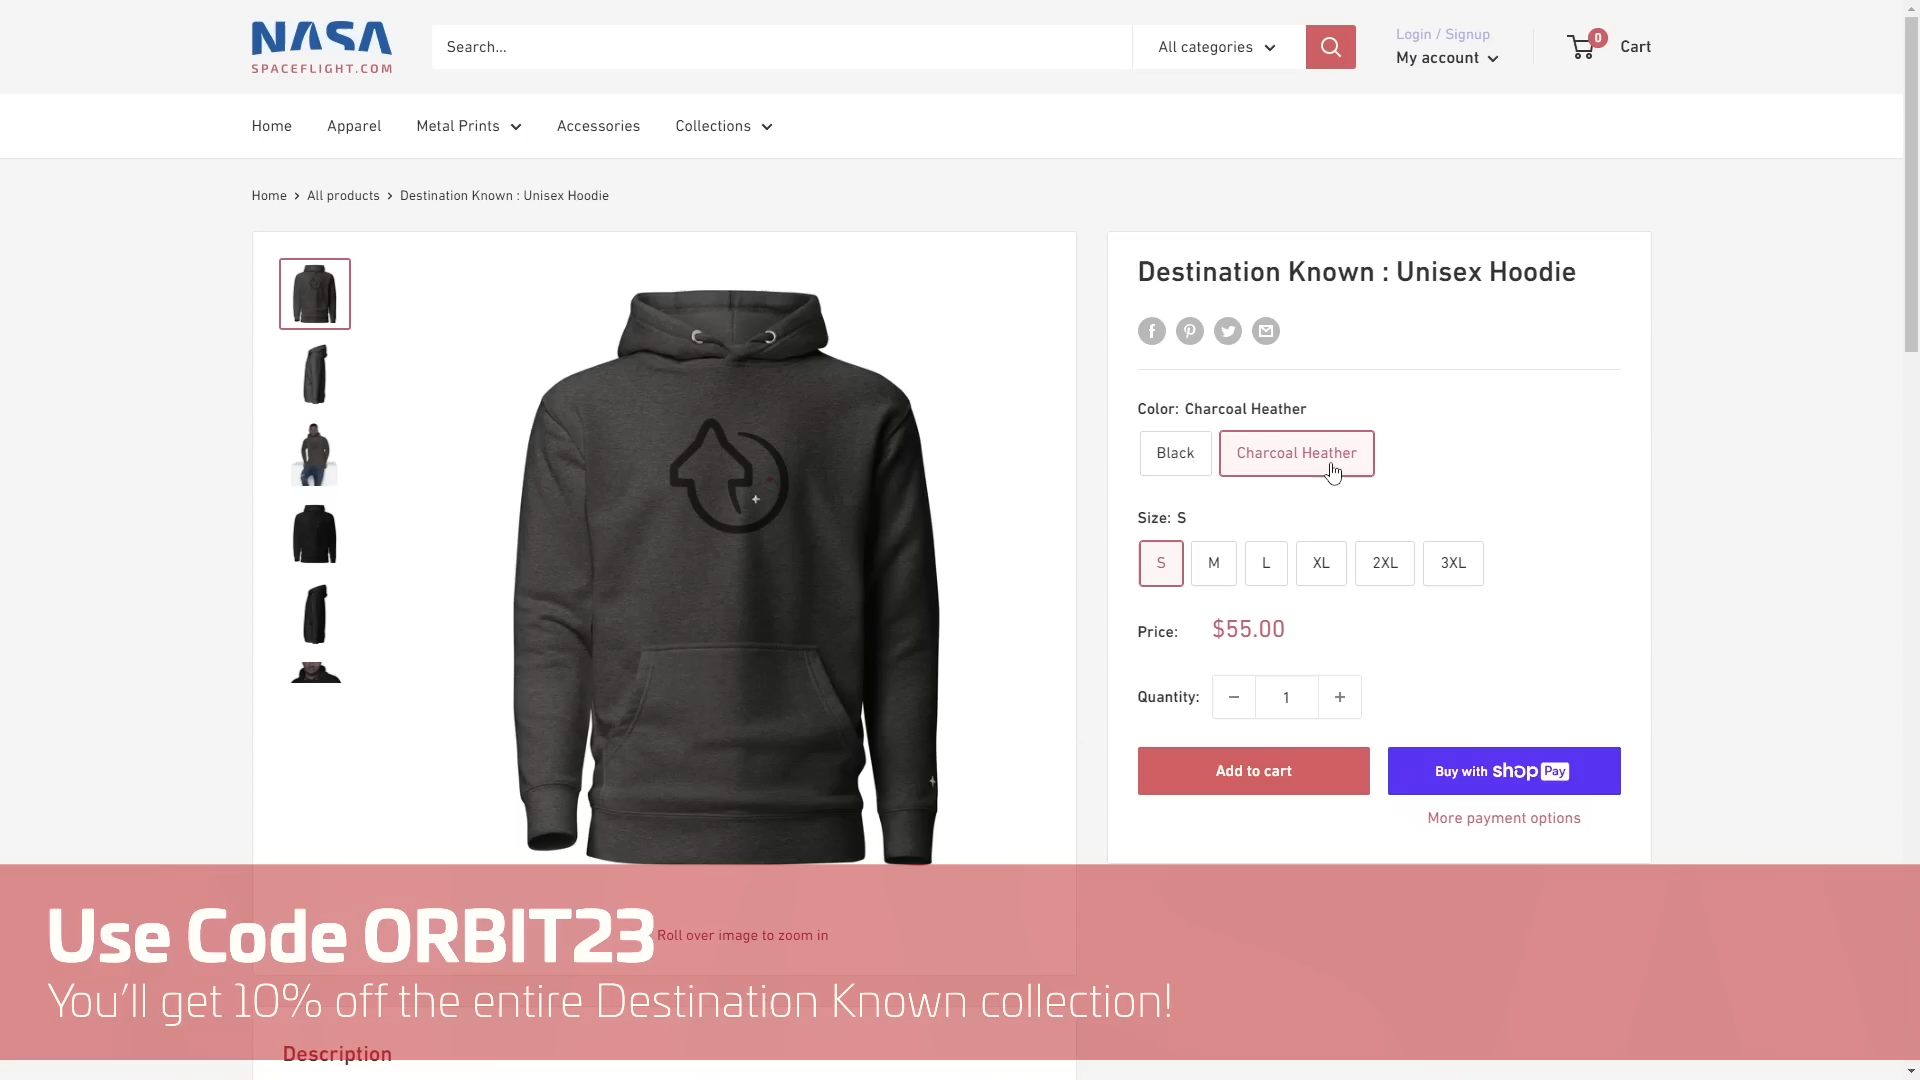 NASA
SPACEFLIGHT.COM
Search...
All categories
Login / Signup
My account
0
Cart
Home
Apparel
Metal Prints
Accessories
Collections
Home > All products > Destination Known : Unisex Hoodie
Destination Known : Unisex Hoodie
Color: Charcoal Heather
Black
Charcoal Heather
Size: S
S
M
L
XL
2XL
3XL
Price: $55.00
Quantity: − 1 +
Add to cart
Buy with shop Pay
More payment options
Use Code ORBIT23
Roll over image to zoom in
You'll get 10% off the entire Destination Known collection!
Description